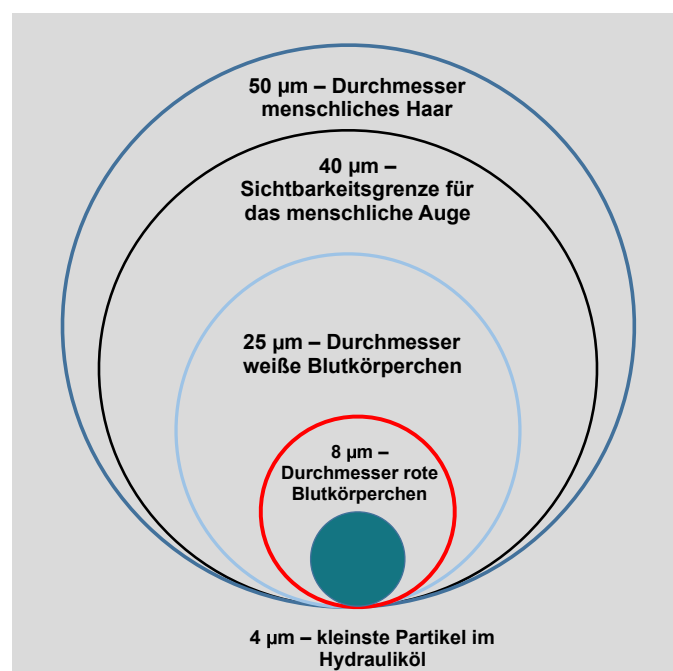 50 µm – Durchmesser
menschliches Haar
40 µm –
Sichtbarkeitsgrenze für
das menschliche Auge
25 µm – Durchmesser
weiße Blutkörperchen
8 µm –
Durchmesser rote
Blutkörperchen
4 µm – kleinste Partikel im
Hydrauliköl